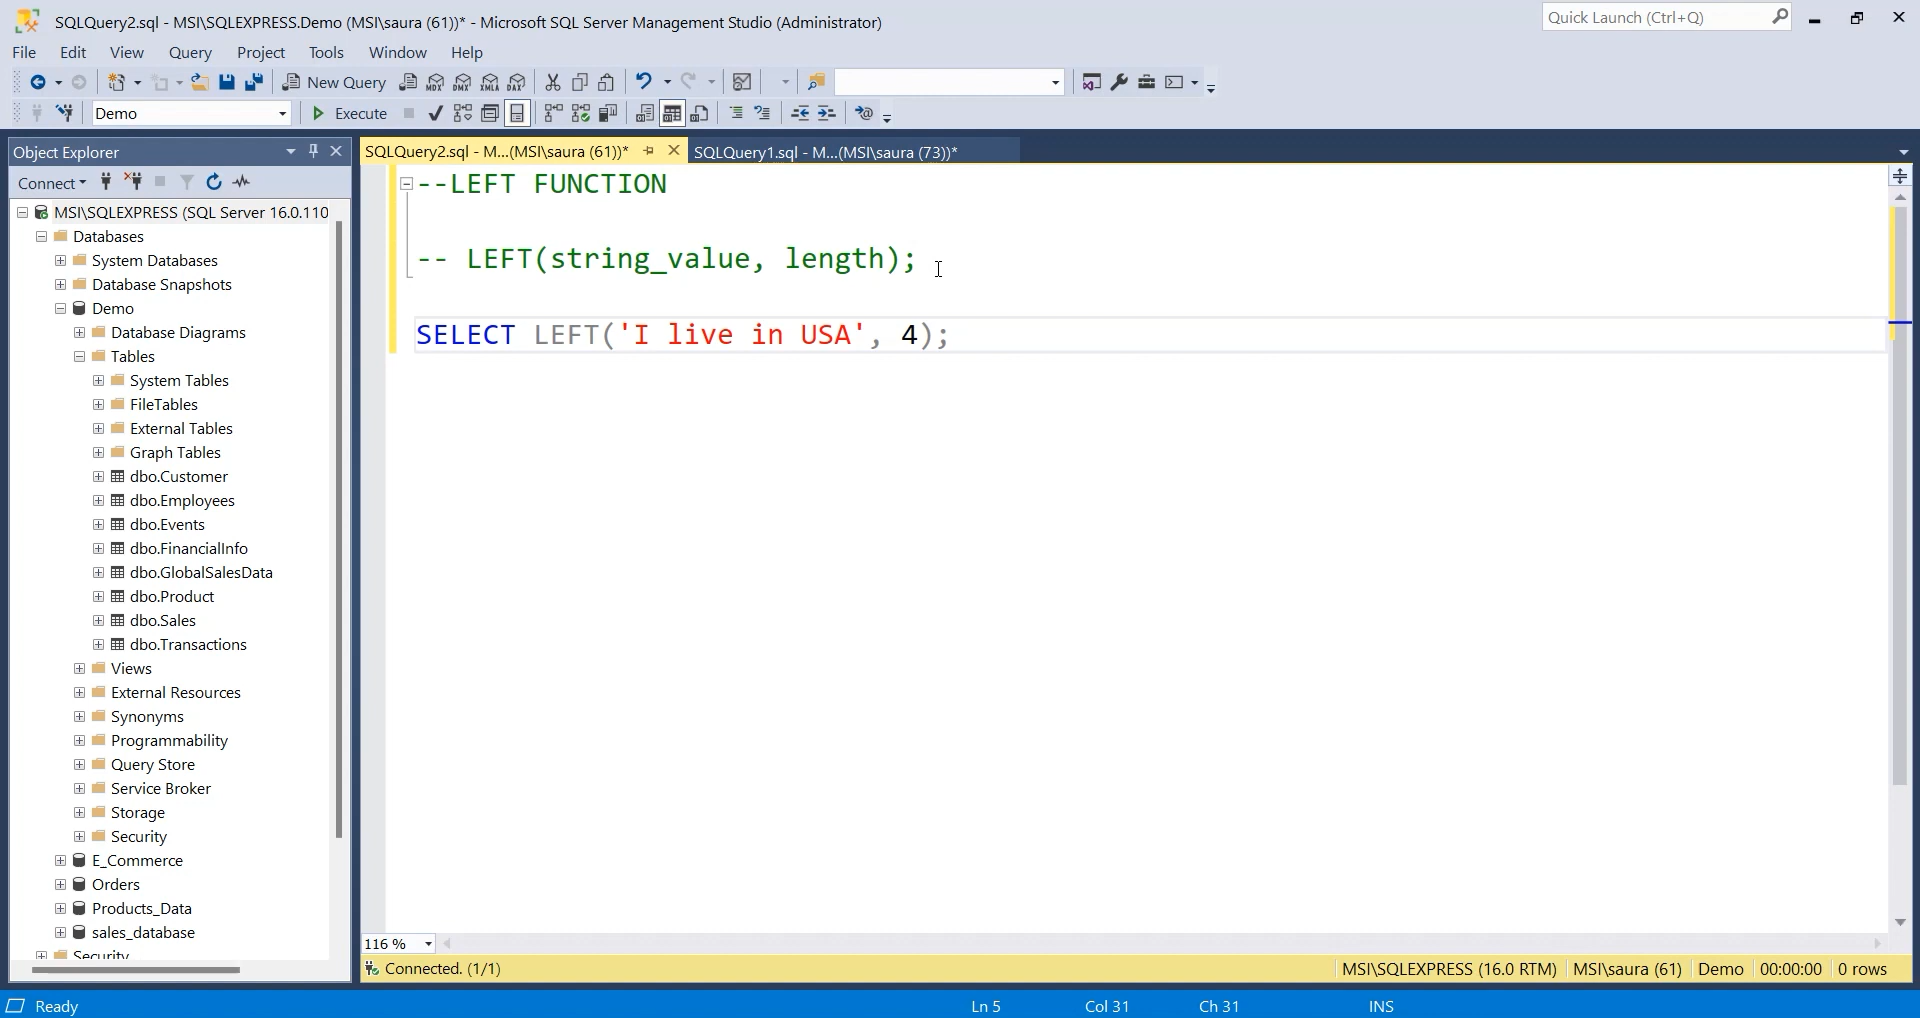 SQLQuery2.sql - MSI\SQLEXPRESS.Demo (MSI\saura (61))* - Microsoft SQL Server Management Studio (Administrator)
Quick Launch (Ctrl+Q)
File Edit View Query Project Tools Window Help
New Query MDX DMX XMLA DAX
Demo Execute
Object Explorer
SQLQuery2.sql - M...(MSI\saura (61))* SQLQuery1.sql - M...(MSI\saura (73))*
Connect
MSI\SQLEXPRESS (SQL Server 16.0.110
Databases
System Databases
Database Snapshots
Demo
Database Diagrams
Tables
System Tables
FileTables
External Tables
Graph Tables
dbo.Customer
dbo.Employees
dbo.Events
dbo.FinancialInfo
dbo.GlobalSalesData
dbo.Product
dbo.Sales
dbo.Transactions
Views
External Resources
Synonyms
Programmability
Query Store
Service Broker
Storage
Security
E_Commerce
Orders
Products_Data
sales_database
Security
--LEFT FUNCTION
-- LEFT(string_value, length);
SELECT LEFT('I live in USA', 4);
116 %
Connected. (1/1) MSI\SQLEXPRESS (16.0 RTM) MSI\saura (61) Demo 00:00:00 0 rows
Ready Ln 5 Col 31 Ch 31 INS